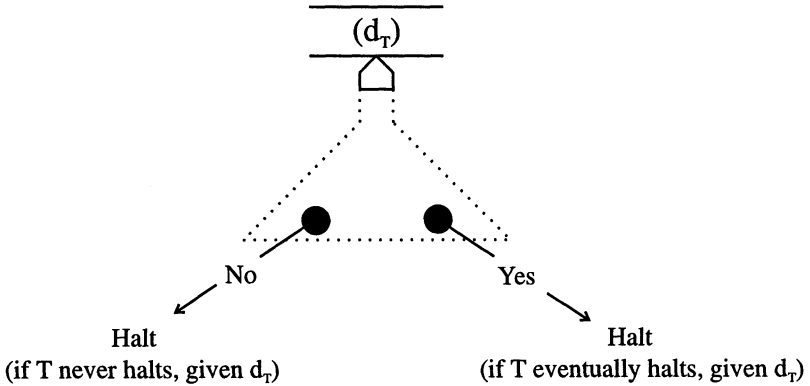 (d_T)
No
Yes
Halt
(if T never halts, given d_T)
Halt
(if T eventually halts, given d_T)